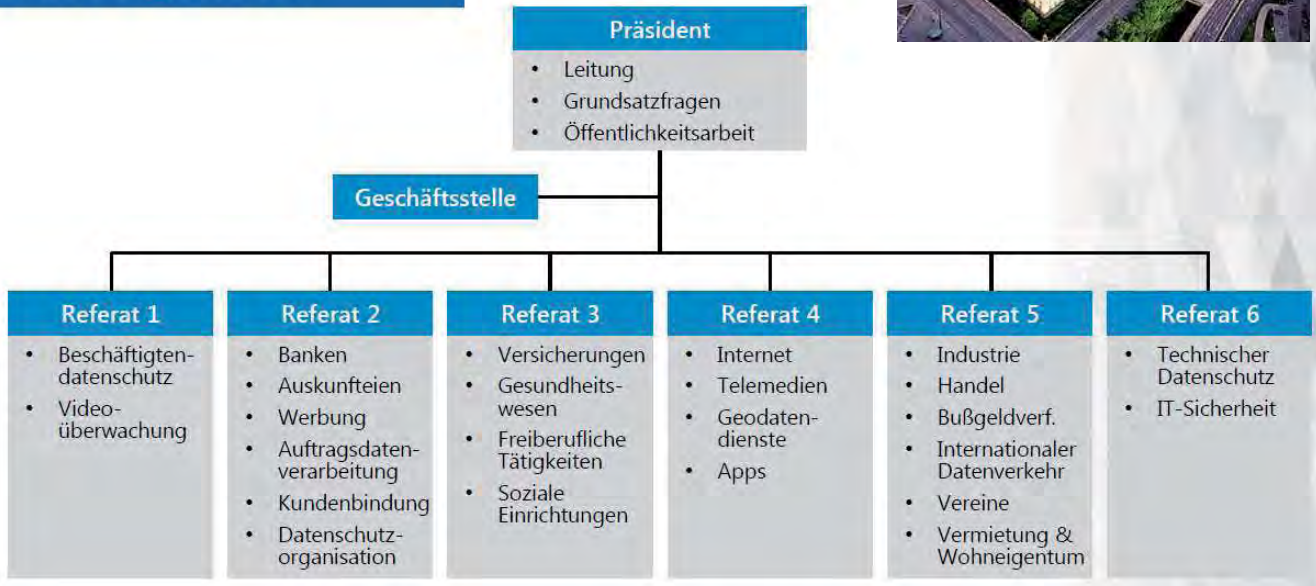 Präsident
• Leitung
• Grundsatzfragen
• Öffentlichkeitsarbeit
Geschäftsstelle
Referat 1
• Beschäftigten-
datenschutz
• Video-
überwachung
Referat 2
• Banken
• Auskunfteien
• Werbung
• Auftragsdaten-
verarbeitung
• Kundenbindung
• Datenschutz-
organisation
Referat 3
• Versicherungen
• Gesundheits-
wesen
• Freiberufliche
Tätigkeiten
• Soziale
Einrichtungen
Referat 4
• Internet
• Telemedien
• Geodaten-
dienste
• Apps
Referat 5
• Industrie
• Handel
• Bußgeldverf.
• Internationaler
Datenverkehr
• Vereine
• Vermietung &
Wohneigentum
Referat 6
• Technischer
Datenschutz
• IT-Sicherheit